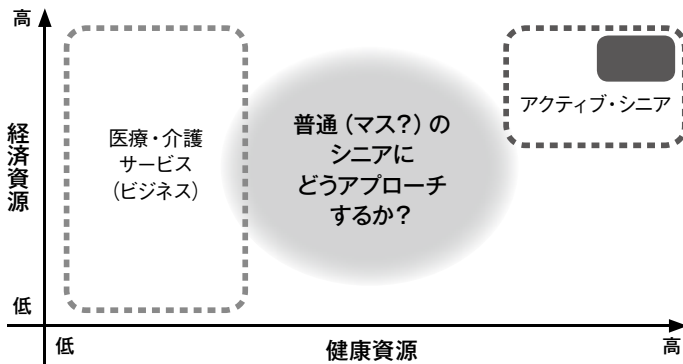 高
経済資源
低
医療・介護
サービス
(ビジネス)
普通(マス?)の
シニアに
どうアプローチ
するか?
アクティブ・シニア
低
健康資源
高